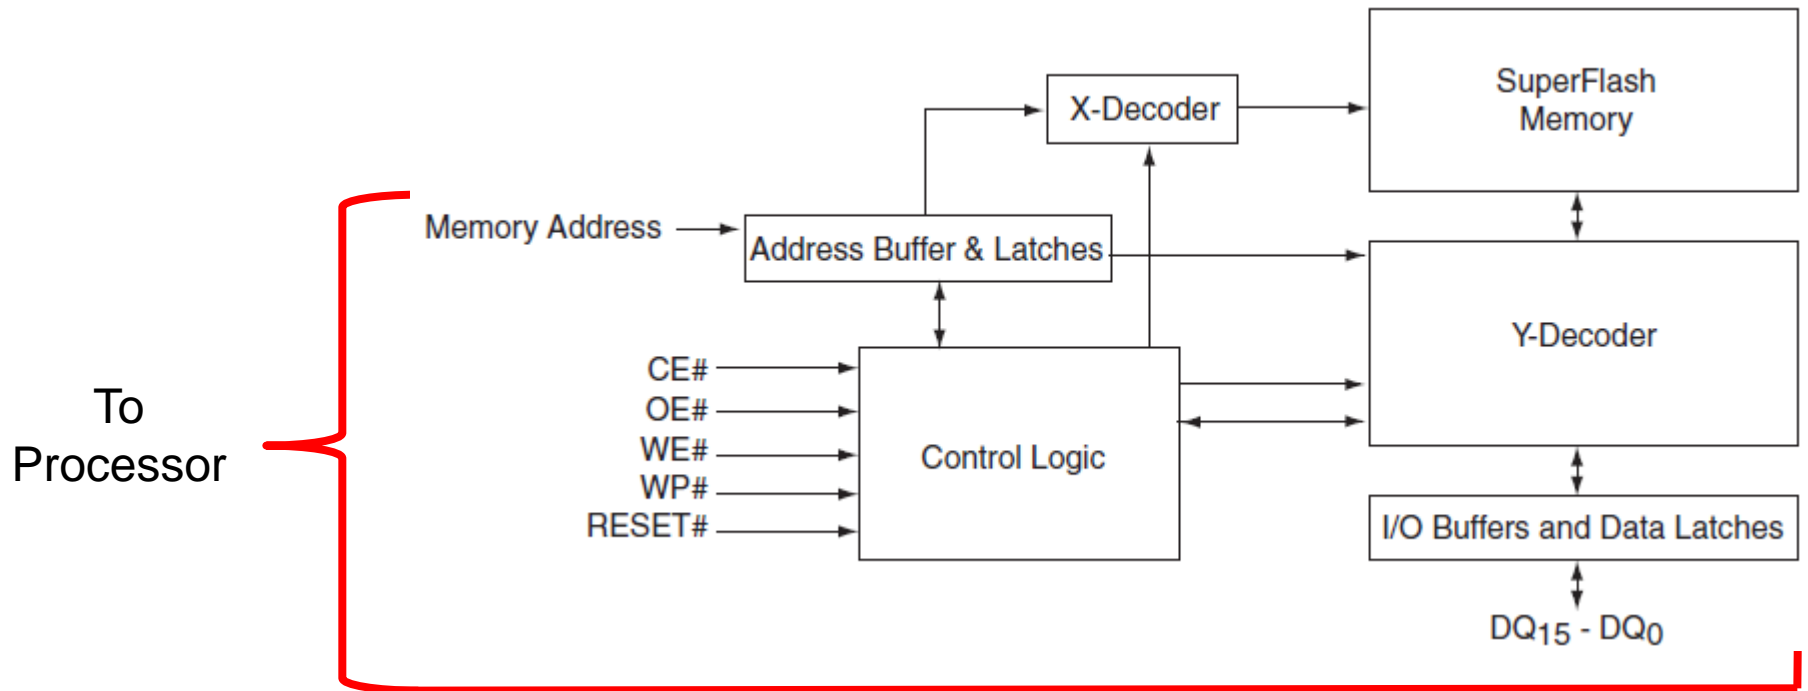 SuperFlash
Memory
X-Decoder
Memory Address
Address Buffer & Latches
Y-Decoder
CE#
OE#
WE#
WP#
RESET#
Control Logic
To
Processor
I/O Buffers and Data Latches
DQ15 - DQ0